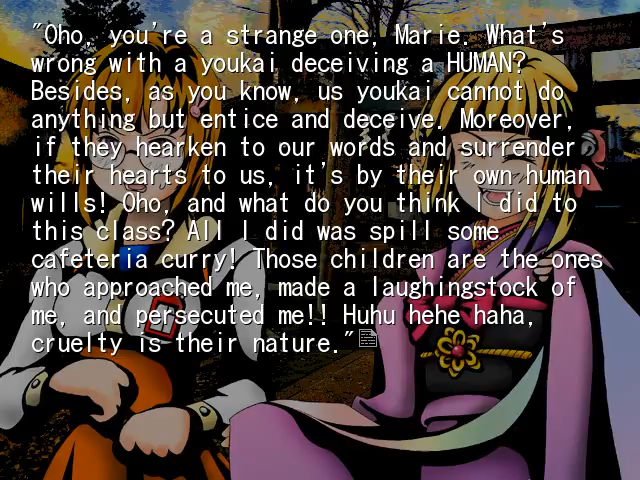 "Oho, you're a strange one, Marie. What's
wrong with a youkai deceiving a HUMAN?
Besides, as you know, us youkai cannot do
anything but entice and deceive. Moreover,
if they hearken to our words and surrender
their hearts to us, it's by their own human
wills! Oho, and what do you think I did to
this class? All I did was spill some
cafeteria curry! Those children are the ones
who approached me, made a laughingstock of
me, and persecuted me!! Huhu hehe haha,
cruelty is their nature."